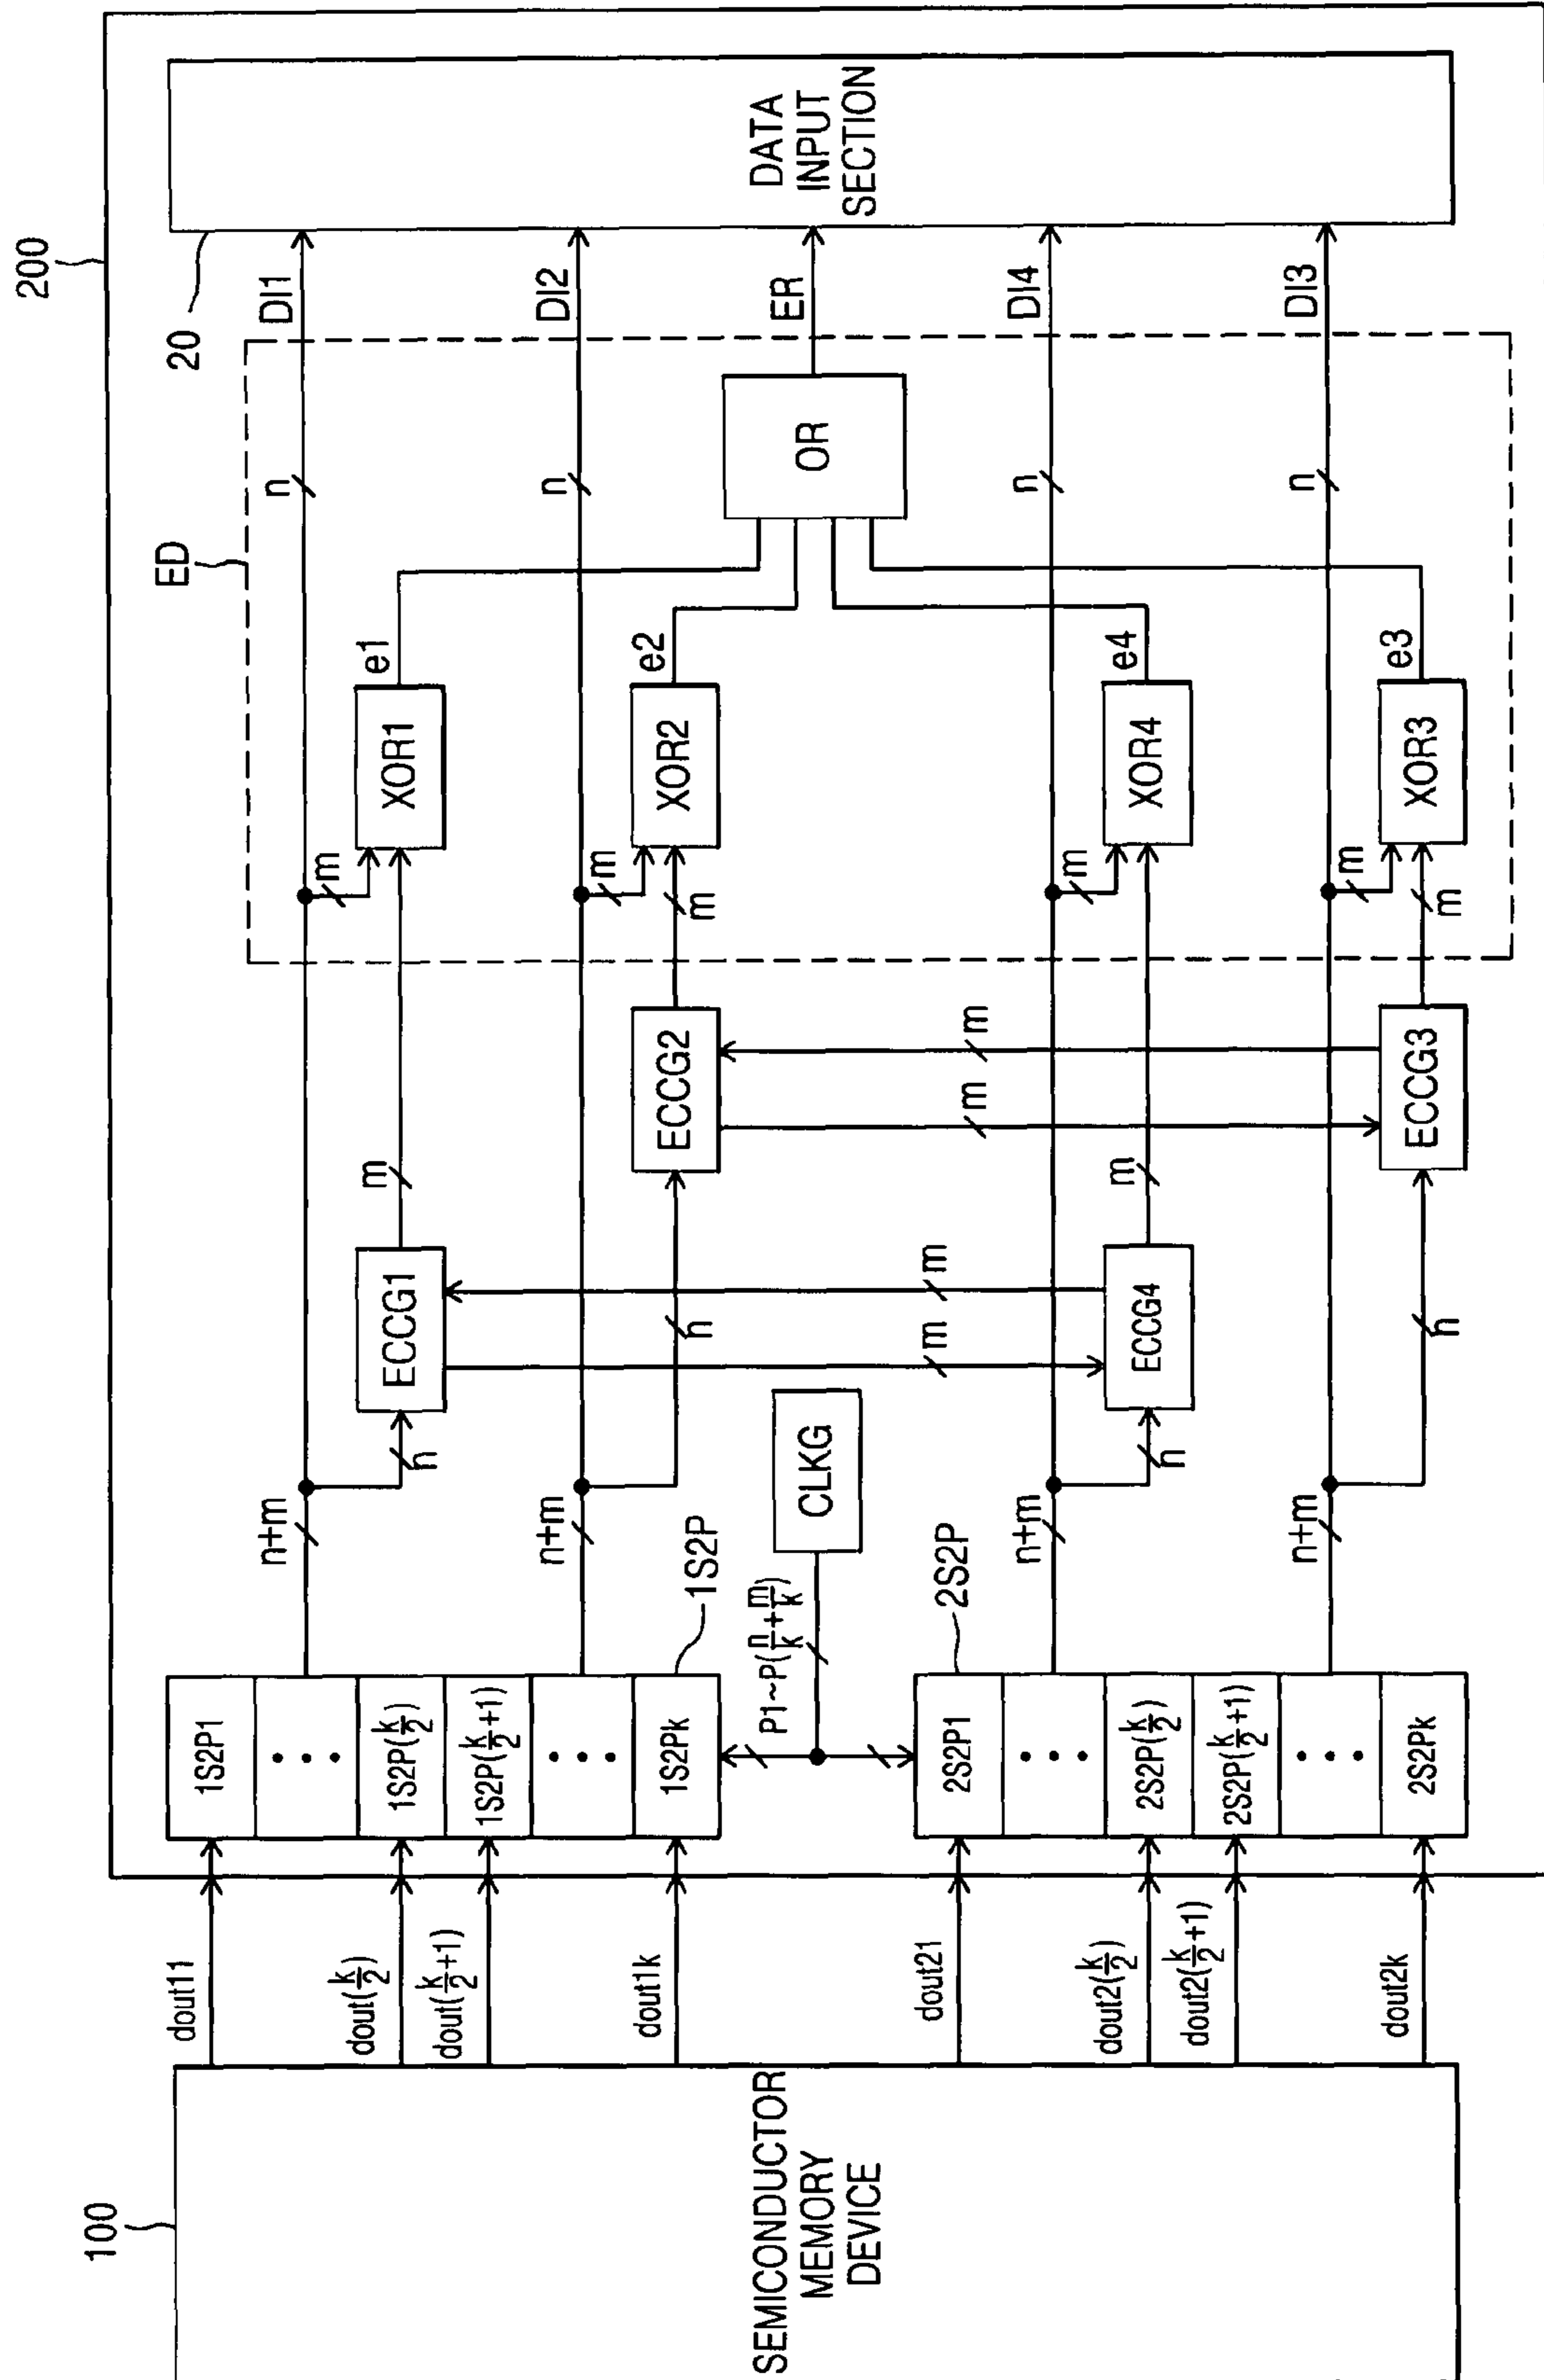 200
20
DATA
INPUT
SECTION
DI1
DI2
ER
DI4
DI3
ED
n
n
OR
n
n
e1
e2
e4
e3
XOR1
XOR2
XOR4
XOR3
m
m
m
m
m
m
ECCG2
m
m
ECCG3
m
m
ECCG1
m
m
ECCG4
n
n
n
n
CLKG
n+m
n+m
n+m
n+m
1S2P
P1~P(n/k+m/k)
2S2P
1S2P1
...
1S2P(k/2)
1S2P(k/2+1)
...
1S2Pk
2S2P1
...
2S2P(k/2)
2S2P(k/2+1)
...
2S2Pk
dout11
dout(k/2)
dout(k/2+1)
dout1k
dout21
dout2(k/2)
dout2(k/2+1)
dout2k
100
SEMICONDUCTOR
MEMORY
DEVICE